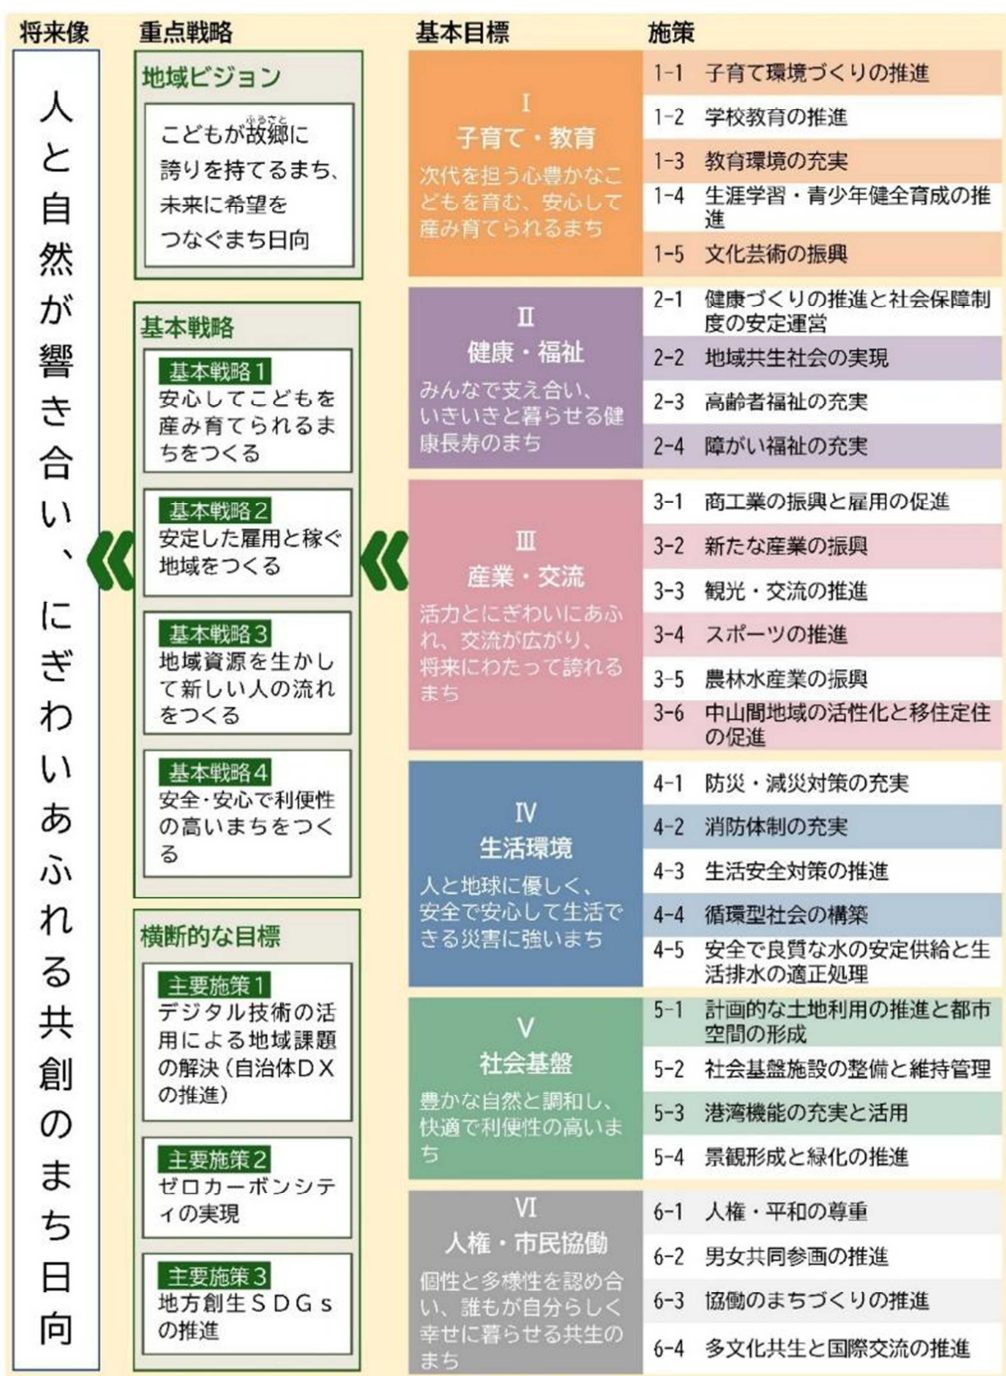 将来像
人と自然が響き合い、にぎわいあふれる共創のまち日向
重点戦略
地域ビジョン
ふるさと
こどもが故郷に
誇りを持てるまち、
未来に希望を
つなぐまち日向
基本戦略
基本戦略1
安心してこどもを
産み育てられるま
ちをつくる
基本戦略2
安定した雇用と稼ぐ
地域をつくる
基本戦略3
地域資源を生かし
て新しい人の流れ
をつくる
基本戦略4
安全・安心で利便性
の高いまちをつく
る
横断的な目標
主要施策1
デジタル技術の活
用による地域課題
の解決(自治体DX
の推進)
主要施策2
ゼロカーボンシテ
ィの実現
主要施策3
地方創生SDGs
の推進
基本目標
施策
Ⅰ
子育て・教育
次代を担う心豊かなこ
どもを育む、安心して
産み育てられるまち
1-1 子育て環境づくりの推進
1-2 学校教育の推進
1-3 教育環境の充実
1-4 生涯学習・青少年健全育成の推
進
1-5 文化芸術の振興
Ⅱ
健康・福祉
みんなで支え合い、
いきいきと暮らせる健
康長寿のまち
2-1 健康づくりの推進と社会保障制
度の安定運営
2-2 地域共生社会の実現
2-3 高齢者福祉の充実
2-4 障がい福祉の充実
Ⅲ
産業・交流
活力とにぎわいにあふ
れ、交流が広がり、
将来にわたって誇れる
まち
3-1 商工業の振興と雇用の促進
3-2 新たな産業の振興
3-3 観光・交流の推進
3-4 スポーツの推進
3-5 農林水産業の振興
3-6 中山間地域の活性化と移住定住
の促進
Ⅳ
生活環境
人と地球に優しく、
安全で安心して生活で
きる災害に強いまち
4-1 防災・減災対策の充実
4-2 消防体制の充実
4-3 生活安全対策の推進
4-4 循環型社会の構築
4-5 安全で良質な水の安定供給と生
活排水の適正処理
Ⅴ
社会基盤
豊かな自然と調和し、
快適で利便性の高いま
ち
5-1 計画的な土地利用の推進と都市
空間の形成
5-2 社会基盤施設の整備と維持管理
5-3 港湾機能の充実と活用
5-4 景観形成と緑化の推進
Ⅵ
人権・市民協働
個性と多様性を認め合
い、誰もが自分らしく
幸せに暮らせる共生の
まち
6-1 人権・平和の尊重
6-2 男女共同参画の推進
6-3 協働のまちづくりの推進
6-4 多文化共生と国際交流の推進